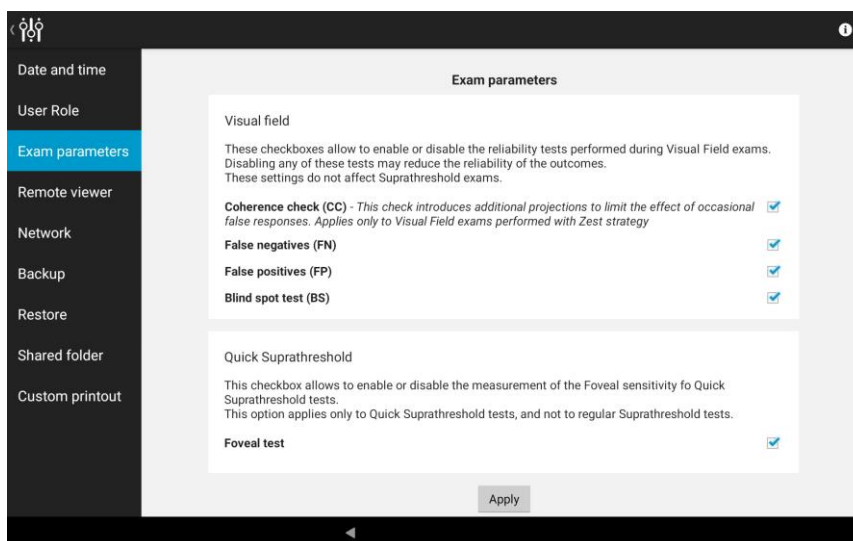 Date and time
User Role
Exam parameters
Remote viewer
Network
Backup
Restore
Shared folder
Custom printout
Exam parameters
Visual field
These checkboxes allow to enable or disable the reliability tests performed during Visual Field exams.
Disabling any of these tests may reduce the reliability of the outcomes.
These settings do not affect Suprathreshold exams.
Coherence check (CC) - This check introduces additional projections to limit the effect of occasional
false responses. Applies only to Visual Field exams performed with Zest strategy
False negatives (FN)
False positives (FP)
Blind spot test (BS)
Quick Suprathreshold
This checkbox allows to enable or disable the measurement of the Foveal sensitivity fo Quick
Suprathreshold tests.
This option applies only to Quick Suprathreshold tests, and not to regular Suprathreshold tests.
Foveal test
Apply